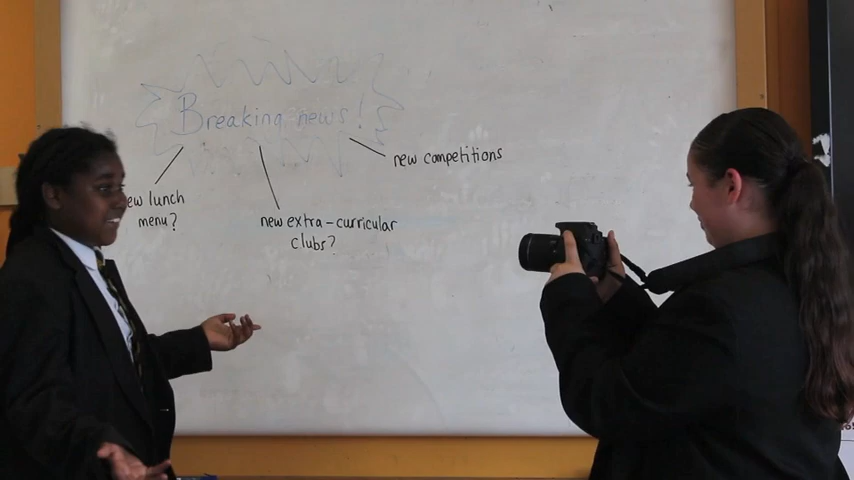 Breaking news!
new competitions
ew lunch
menu?
new extra-curricular
clubs?